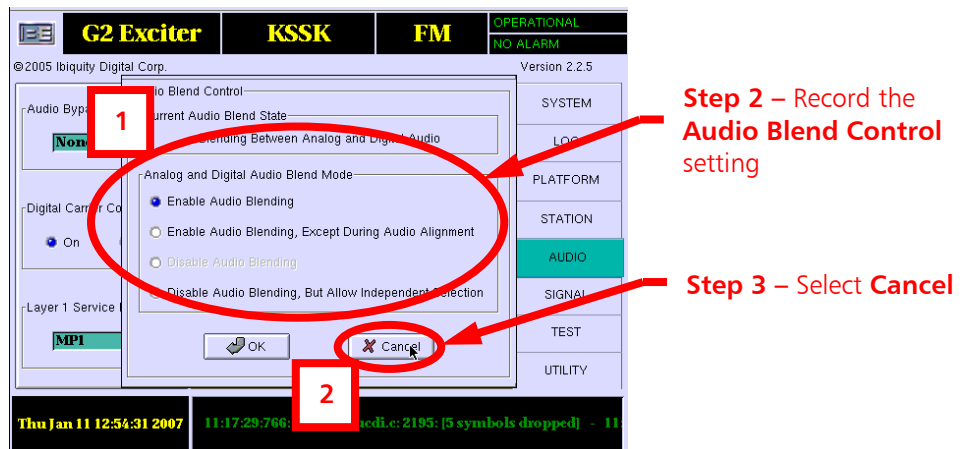 G2 Exciter KSSK FM OPERATIONAL
NO ALARM
©2005 Ibiquity Digital Corp. Version 2.2.5
Blend Control
Current Audio Blend State
Between Analog and Digital Audio
Analog and Digital Audio Blend Mode
Enable Audio Blending
Enable Audio Blending, Except During Audio Alignment
Disable Audio Blending
Disable Audio Blending, But Allow Independent Selection
OK Cancel
Audio
None
Digital Carrier
On
Layer 1 Service
MP1
SYSTEM
PLATFORM
STATION
AUDIO
SIGNAL
TEST
UTILITY
1
2
Step 2 – Record the
Audio Blend Control
setting
Step 3 – Select Cancel
Thu Jan 11 12:54:31 2007 11:17:29:766: 2195: [5 symbols dropped] - 11